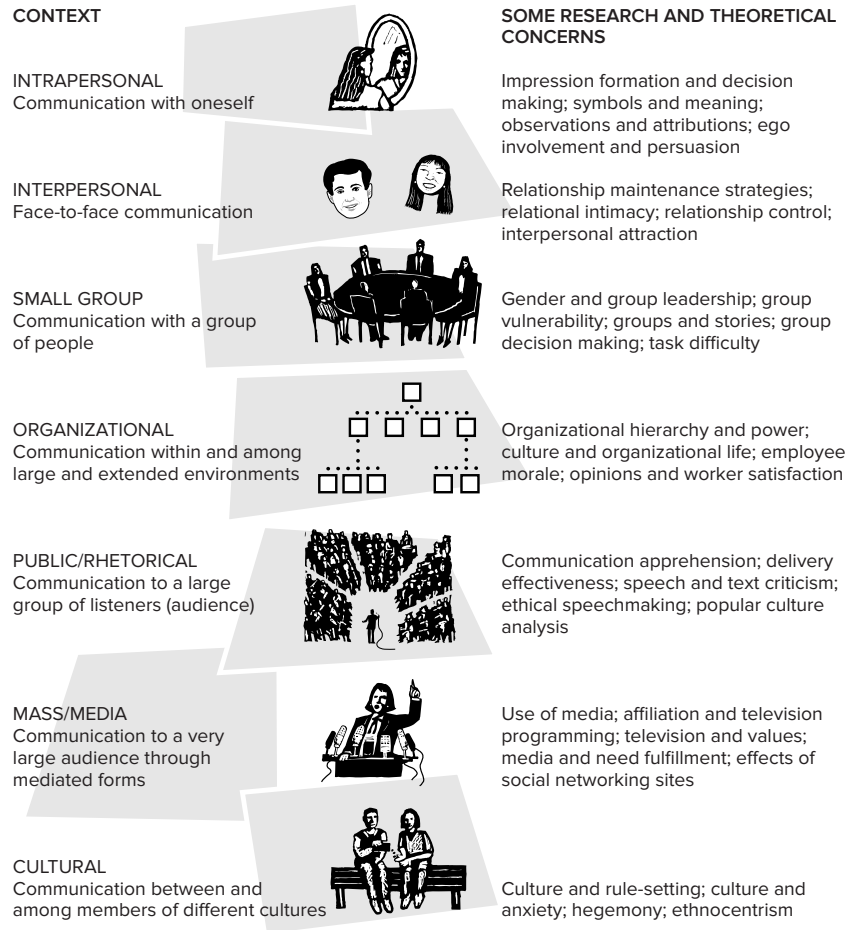 CONTEXT
SOME RESEARCH AND THEORETICAL
CONCERNS
INTRAPERSONAL
Communication with oneself
Impression formation and decision
making; symbols and meaning;
observations and attributions; ego
involvement and persuasion
INTERPERSONAL
Face-to-face communication
Relationship maintenance strategies;
relational intimacy; relationship control;
interpersonal attraction
SMALL GROUP
Communication with a group
of people
Gender and group leadership; group
vulnerability; groups and stories; group
decision making; task difficulty
ORGANIZATIONAL
Communication within and among
large and extended environments
Organizational hierarchy and power;
culture and organizational life; employee
morale; opinions and worker satisfaction
PUBLIC/RHETORICAL
Communication to a large
group of listeners (audience)
Communication apprehension; delivery
effectiveness; speech and text criticism;
ethical speechmaking; popular culture
analysis
MASS/MEDIA
Communication to a very
large audience through
mediated forms
Use of media; affiliation and television
programming; television and values;
media and need fulfillment; effects of
social networking sites
CULTURAL
Communication between and
among members of different cultures
Culture and rule-setting; culture and
anxiety; hegemony; ethnocentrism